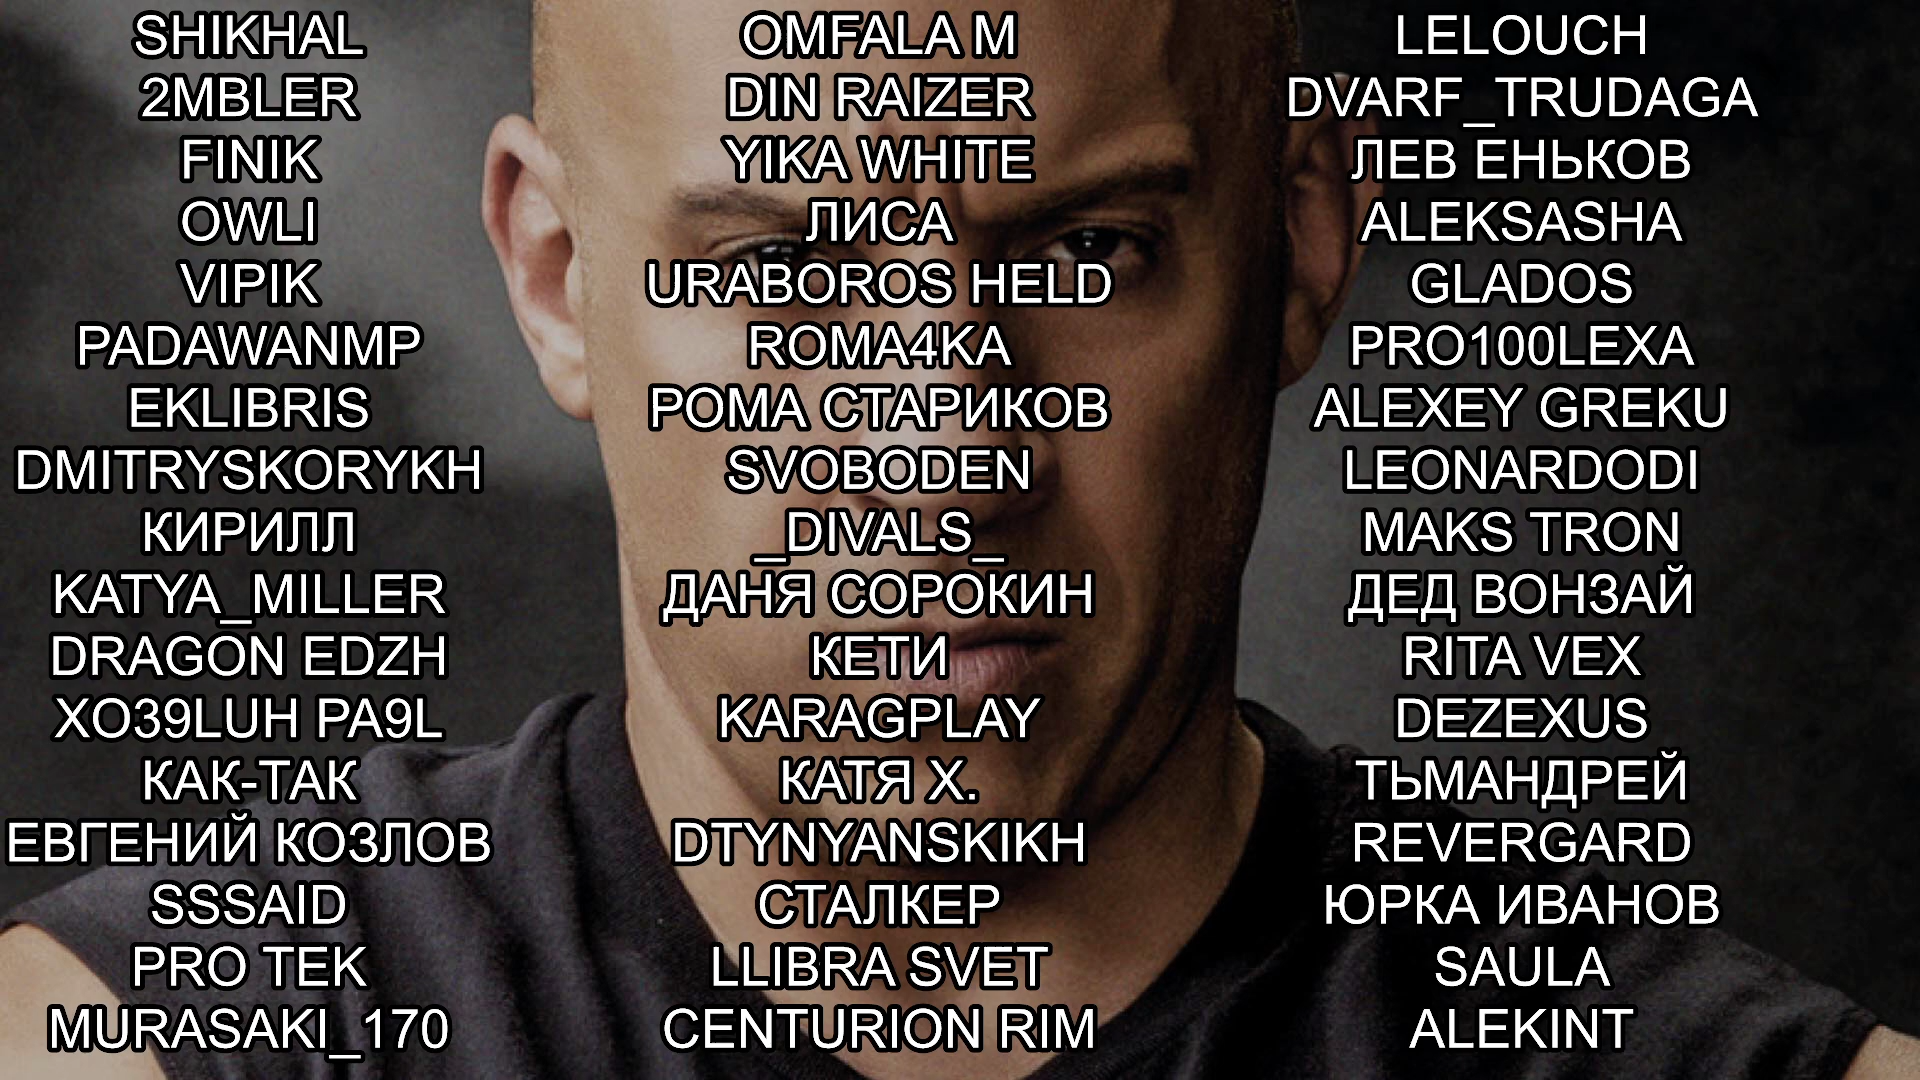 SHIKHAL
2MBLER
FINIK
OWLI
VIPIK
PADAWANMP
EKLIBRIS
DMITRYSKORYKH
КИРИЛЛ
KATYA_MILLER
DRAGON EDZH
XO39LUH PA9L
КАК-ТАК
ЕВГЕНИЙ КОЗЛОВ
SSSAID
PRO TEK
MURASAKI_170
OMFALA M
DIN RAIZER
YIKA WHITE
ЛИСА
URABOROS HELD
ROMA4KA
РОМА СТАРИКОВ
SVOBODEN
_DIVALS_
ДАНЯ СОРОКИН
КЕТИ
KARAGPLAY
КАТЯ Х.
DTYNYANSKIKH
СТАЛКЕР
LLIBRA SVET
CENTURION RIM
LELOUCH
DVARF_TRUDAGA
ЛЕВ ЕНЬКОВ
ALEKSASHA
GLADOS
PRO100LEXA
ALEXEY GREKU
LEONARDODI
MAKS TRON
ДЕД ВОНЗАЙ
RITA VEX
DEZEXUS
ТЬМАНДРЕЙ
REVERGARD
ЮРКА ИВАНОВ
SAULA
ALEKINT